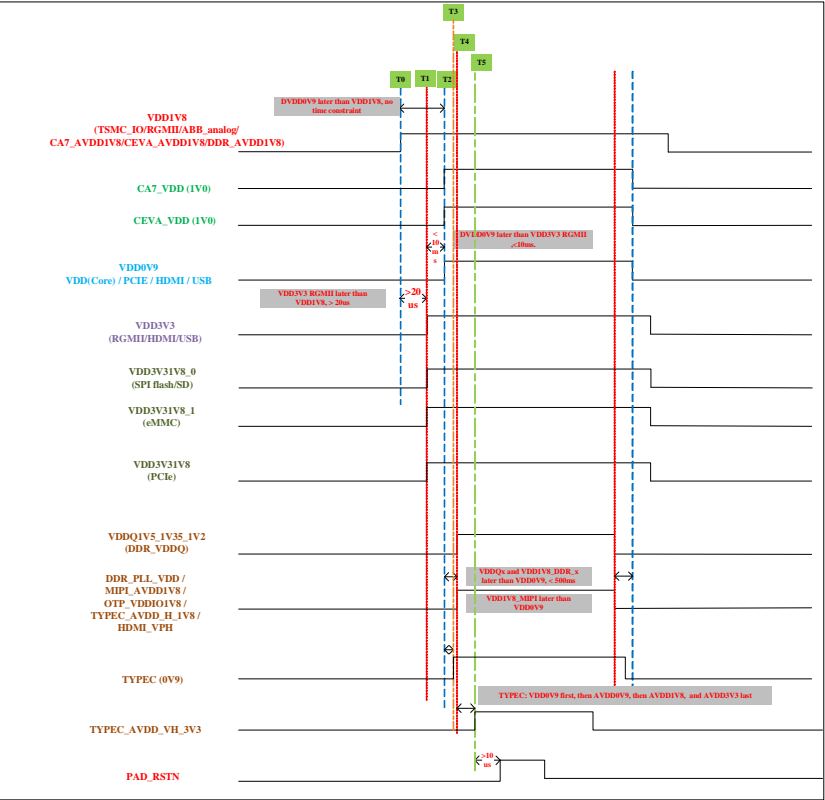 T3
T4
T5
T0
T1
T2
DVDD0V9 later than VDD1V8, no
time constraint
VDD1V8
(TSMC_IO/RGMII/ABB_analog/
CA7_AVDD1V8/CEVA_AVDD1V8/DDR_AVDD1V8)
CA7_VDD (1V0)
CEVA_VDD (1V0)
<
10m
s
DVDD0V9 later than VDD3V3 RGMII
,<10ms.
VDD0V9
VDD(Core) / PCIE / HDMI / USB
VDD3V3 RGMII later than
VDD1V8, > 20us
>20
us
VDD3V3
(RGMII/HDMI/USB)
VDD3V31V8_0
(SPI flash/SD)
VDD3V31V8_1
(eMMC)
VDD3V31V8
(PCIe)
VDDQ1V5_1V35_1V2
(DDR_VDDQ)
VDDQx and VDD1V8_DDR_x
later than VDD0V9, < 500ms
DDR_PLL_VDD /
MIPI_AVDD1V8 /
OTP_VDDIO1V8 /
TYPEC_AVDD_H_1V8 /
HDMI_VPH
VDD1V8_MIPI later than
VDD0V9
TYPEC (0V9)
TYPEC: VDD0V9 first, then AVDD0V9, then AVDD1V8, and AVDD3V3 last
TYPEC_AVDD_VH_3V3
>10
us
PAD_RSTN